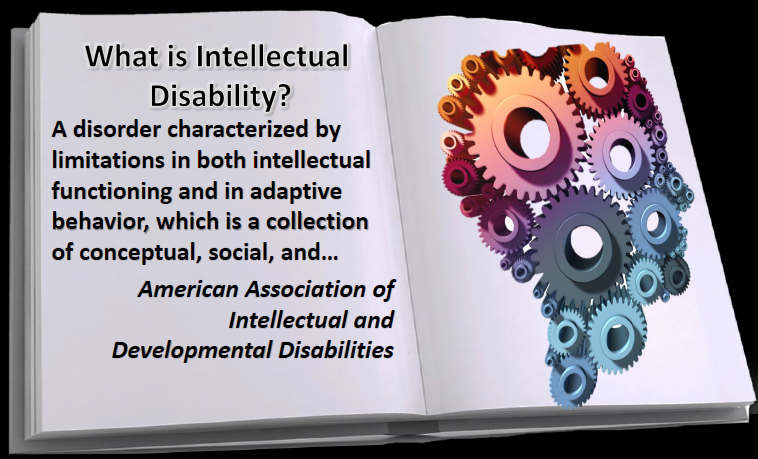 What is Intellectual
Disability?
A disorder characterized by
limitations in both intellectual
functioning and in adaptive
behavior, which is a collection
of conceptual, social, and…
American Association of
Intellectual and
Developmental Disabilities